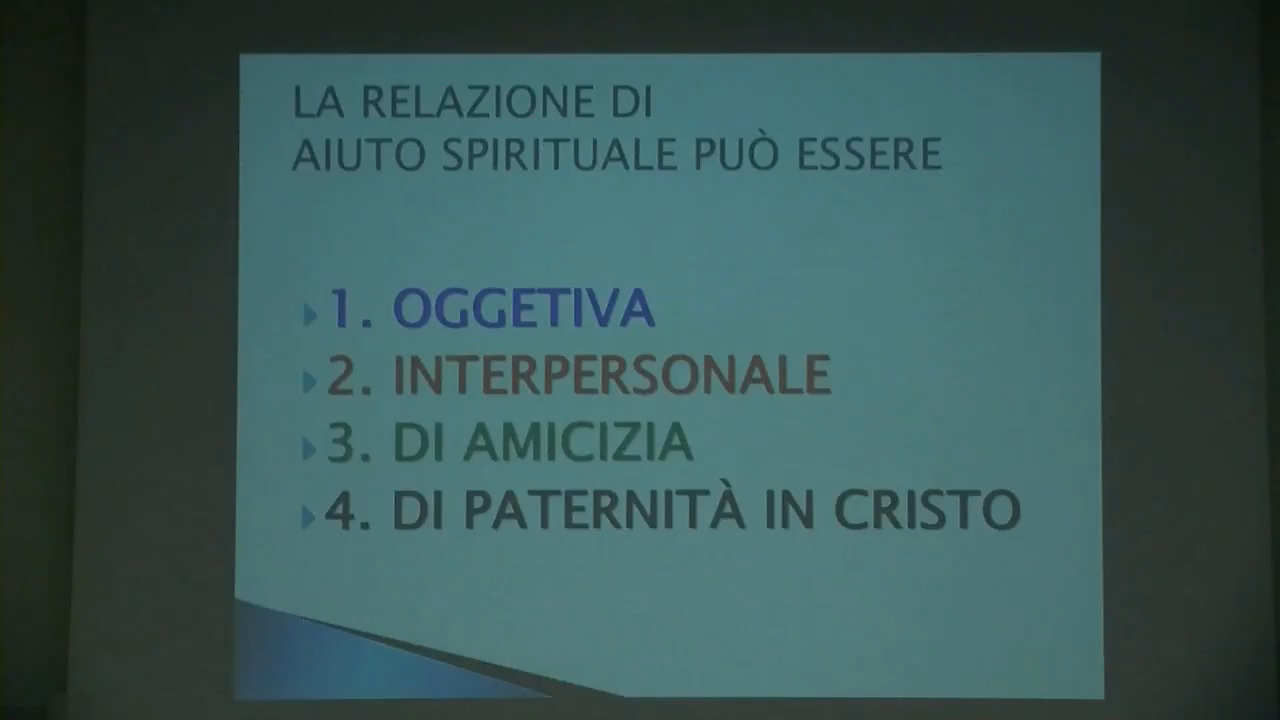 LA RELAZIONE DI
AIUTO SPIRITUALE PUÒ ESSERE
1. OGGETIVA
2. INTERPERSONALE
3. DI AMICIZIA
4. DI PATERNITÀ IN CRISTO